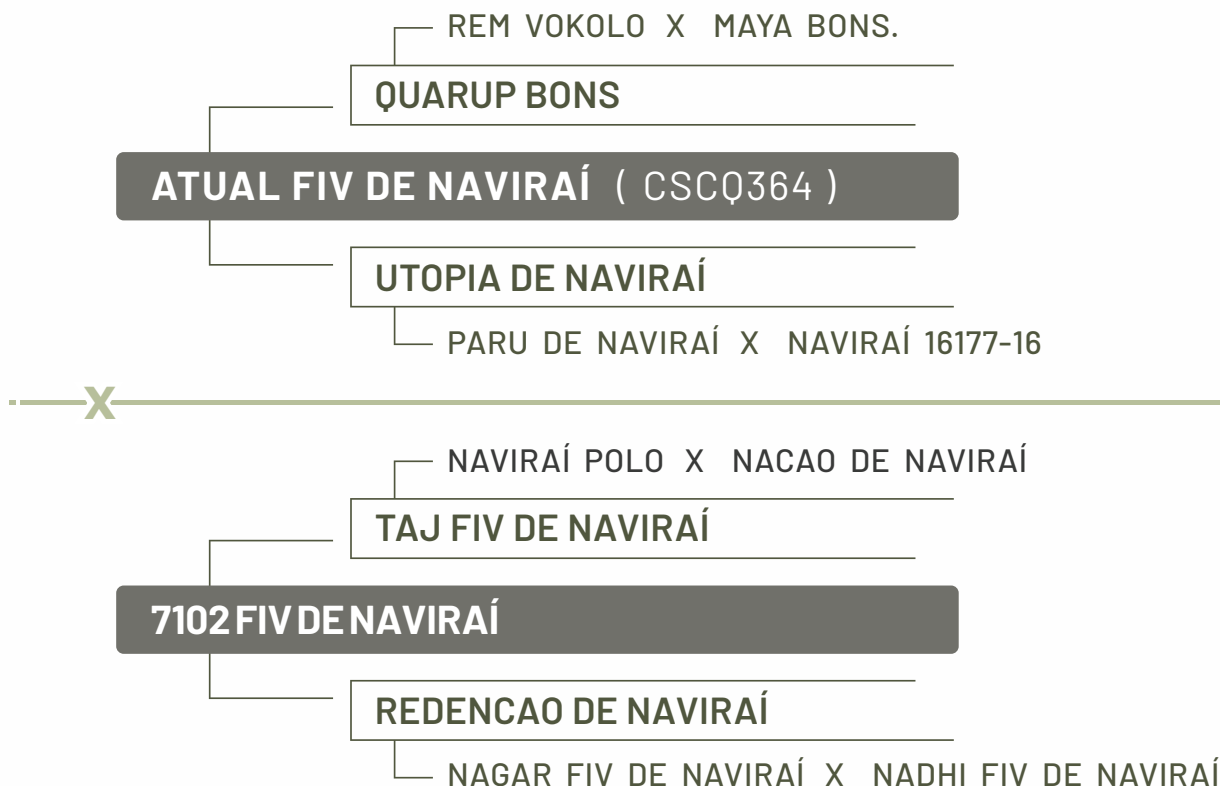 REM VOKOLO X MAYA BONS.
QUARUP BONS
ATUAL FIV DE NAVIRAÍ ( CSCQ364 )
UTOPIA DE NAVIRAÍ
PARU DE NAVIRAÍ X NAVIRAÍ 16177-16
X
NAVIRAÍ POLO X NACAO DE NAVIRAÍ
TAJ FIV DE NAVIRAÍ
7102 FIV DE NAVIRAÍ
REDENCAO DE NAVIRAÍ
NAGAR FIV DE NAVIRAÍ X NADHI FIV DE NAVIRAÍ